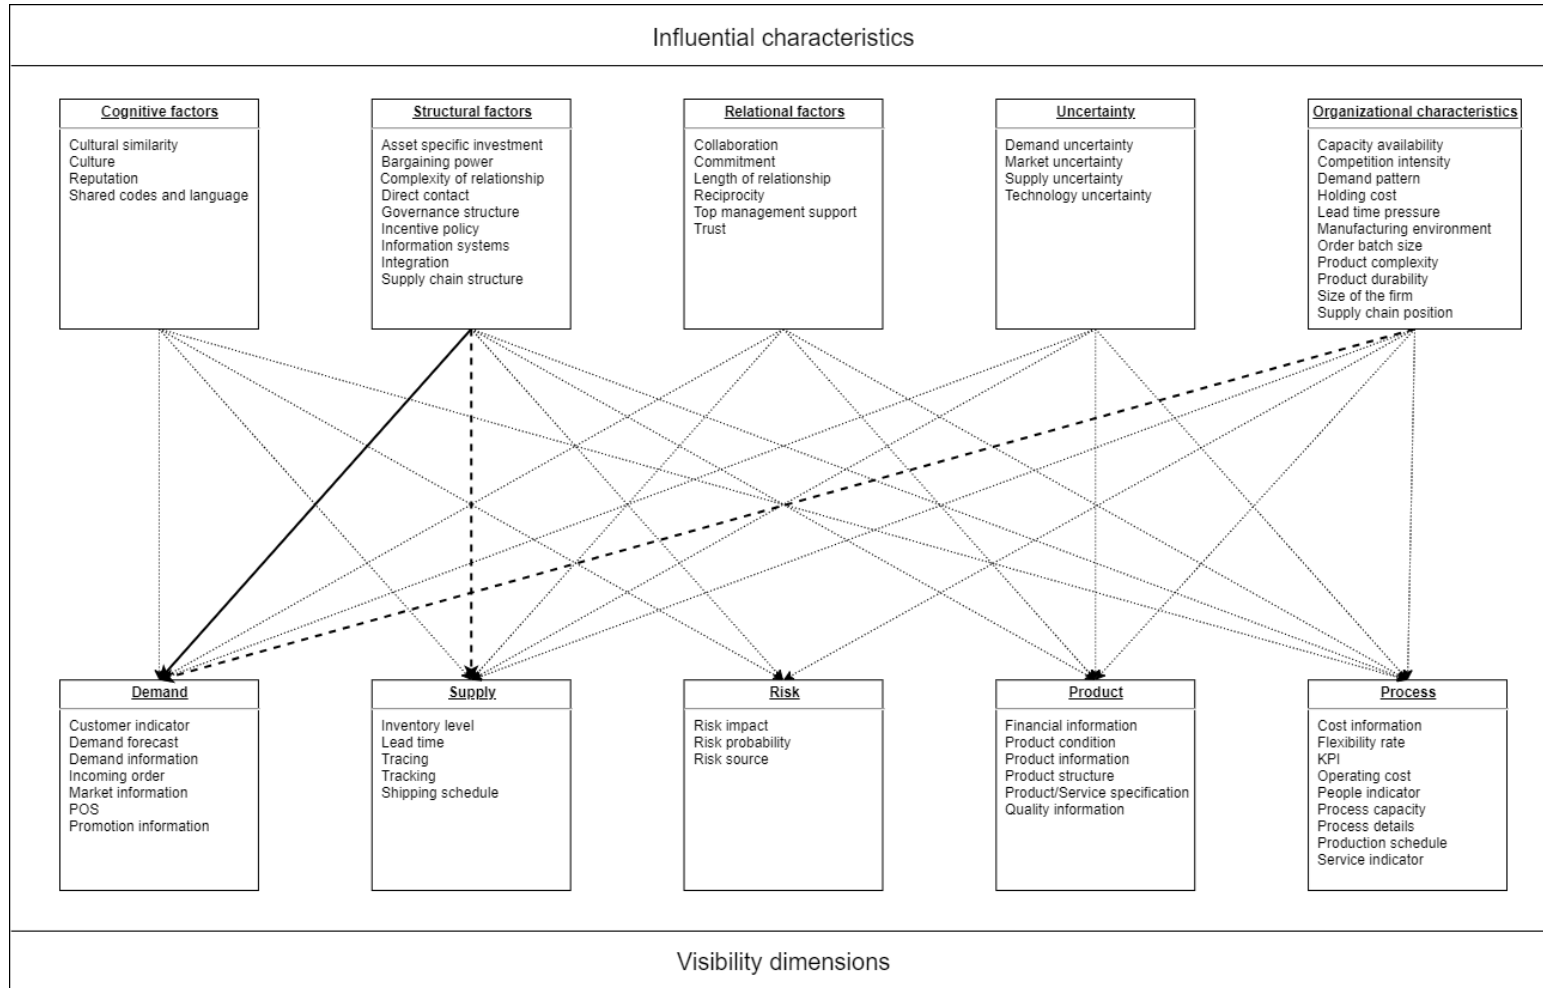 Influential characteristics
Cognitive factors
Cultural similarity
Culture
Reputation
Shared codes and language
Structural factors
Asset specific investment
Bargaining power
Complexity of relationship
Direct contact
Governance structure
Incentive policy
Information systems
Integration
Supply chain structure
Relational factors
Collaboration
Commitment
Length of relationship
Reciprocity
Top management support
Trust
Uncertainty
Demand uncertainty
Market uncertainty
Supply uncertainty
Technology uncertainty
Organizational characteristics
Capacity availability
Competition intensity
Demand pattern
Holding cost
Lead time pressure
Manufacturing environment
Order batch size
Product complexity
Product durability
Size of the firm
Supply chain position
Demand
Customer indicator
Demand forecast
Demand information
Incoming order
Market information
POS
Promotion information
Supply
Inventory level
Lead time
Tracing
Tracking
Shipping schedule
Risk
Risk impact
Risk probability
Risk source
Product
Financial information
Product condition
Product information
Product structure
Product/Service specification
Quality information
Process
Cost information
Flexibility rate
KPI
Operating cost
People indicator
Process capacity
Process details
Production schedule
Service indicator
Visibility dimensions